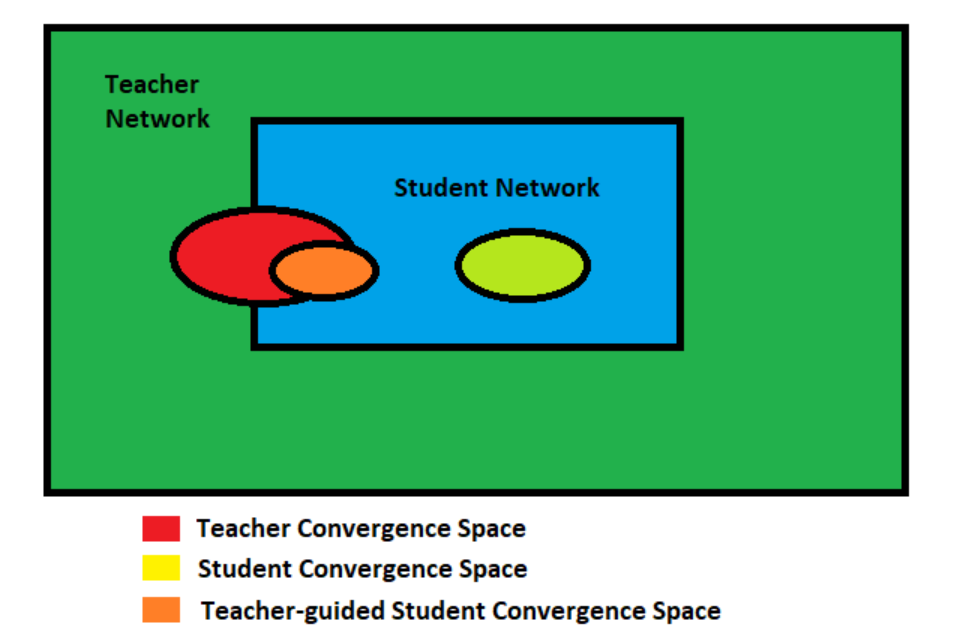 Teacher
Network
Student Network
Teacher Convergence Space
Student Convergence Space
Teacher-guided Student Convergence Space